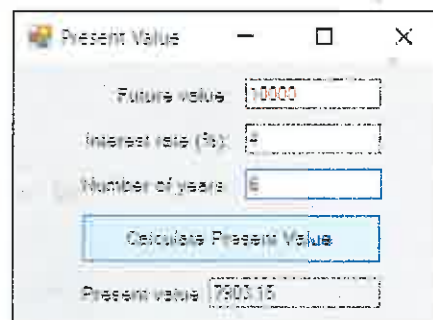 Present Value
Future value: 10000
Interest rate (%): 4
Number of years: 6
Calculate Present Value
Present value: 7903.15